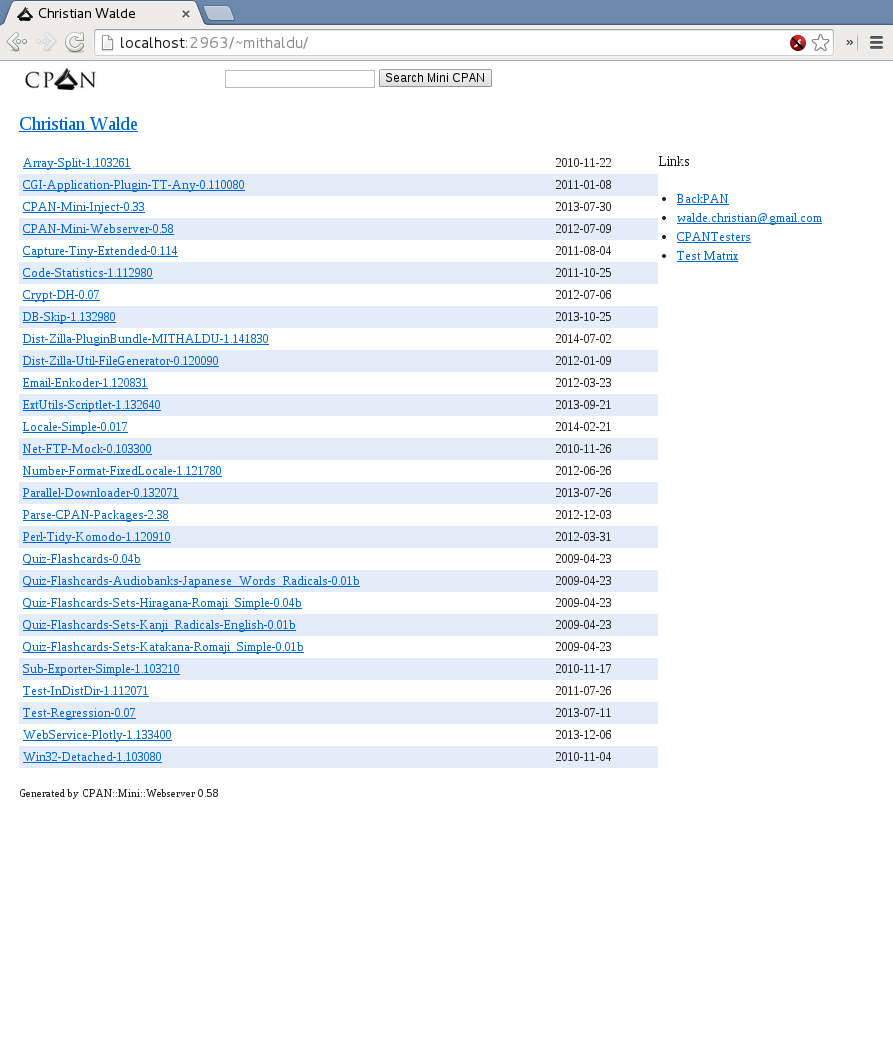 Christian Walde
localhost:2963/~mithaldu/
CPAN Search Mini CPAN
Christian Walde
Array-Split-1.103261 2010-11-22
CGI-Application-Plugin-TT-Any-0.110080 2011-01-08
CPAN-Mini-Inject-0.33 2013-07-30
CPAN-Mini-Webserver-0.58 2012-07-09
Capture-Tiny-Extended-0.114 2011-08-04
Code-Statistics-1.112980 2011-10-25
Crypt-DH-0.07 2012-07-06
DB-Skip-1.132980 2013-10-25
Dist-Zilla-PluginBundle-MITHALDU-1.141830 2014-07-02
Dist-Zilla-Util-FileGenerator-0.120090 2012-01-09
Email-Enkoder-1.120831 2012-03-23
ExtUtils-Scriptlet-1.132640 2013-09-21
Locale-Simple-0.017 2014-02-21
Net-FTP-Mock-0.103300 2010-11-26
Number-Format-FixedLocale-1.121780 2012-06-26
Parallel-Downloader-0.132071 2013-07-26
Parse-CPAN-Packages-2.38 2012-12-03
Perl-Tidy-Komodo-1.120910 2012-03-31
Quiz-Flashcards-0.04b 2009-04-23
Quiz-Flashcards-Audiobanks-Japanese_Words_Radicals-0.01b 2009-04-23
Quiz-Flashcards-Sets-Hiragana-Romaji_Simple-0.04b 2009-04-23
Quiz-Flashcards-Sets-Kanji_Radicals-English-0.01b 2009-04-23
Quiz-Flashcards-Sets-Katakana-Romaji_Simple-0.01b 2009-04-23
Sub-Exporter-Simple-1.103210 2010-11-17
Test-InDistDir-1.112071 2011-07-26
Test-Regression-0.07 2013-07-11
WebService-Plotly-1.133400 2013-12-06
Win32-Detached-1.103080 2010-11-04
Links
BackPAN
walde.christian@gmail.com
CPANTesters
Test Matrix
Generated by CPAN::Mini::Webserver 0.58